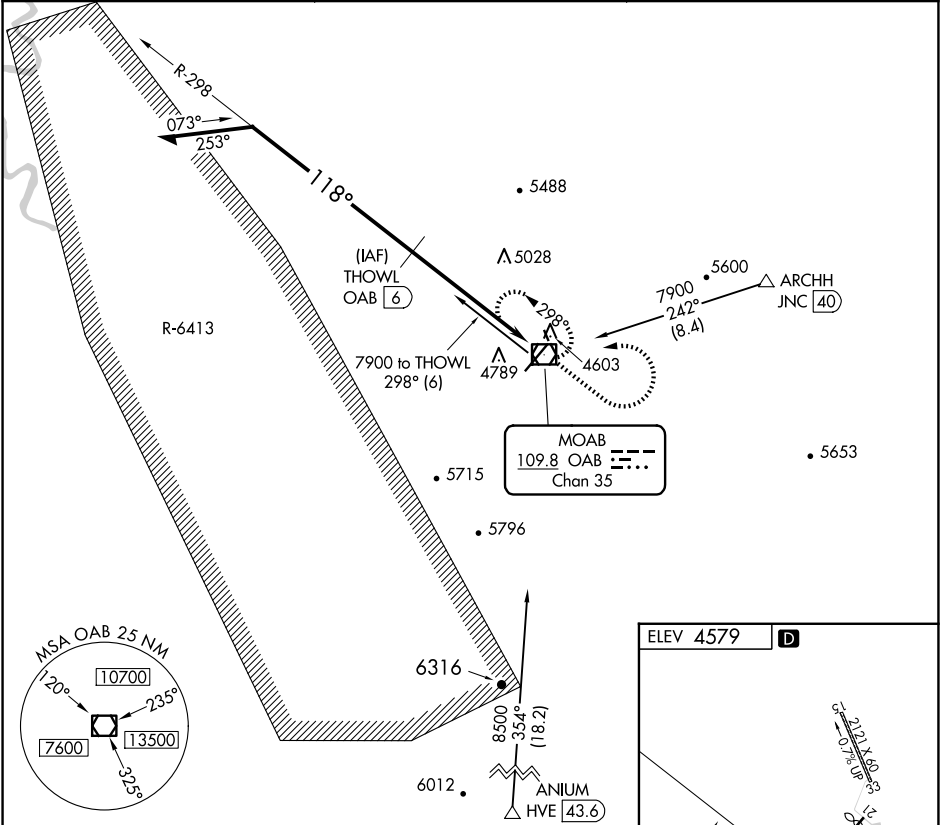 R-298
073°
253°
118°
5488
(IAF)
THOWL
OAB 6
5028
5600
ARCHH
JNC 40
7900
242°
(8.4)
R-6413
298°
7900 to THOWL
298° (6)
4789
4603
MOAB
109.8 OAB
Chan 35
5653
5715
5796
MSA OAB 25 NM
120°
10700
235°
7600
13500
325°
6316
8500
354°
(18.2)
6012
ANIUM
HVE 43.6
ELEV 4579 D
15
2121 X 60
0.7% UP
33
21